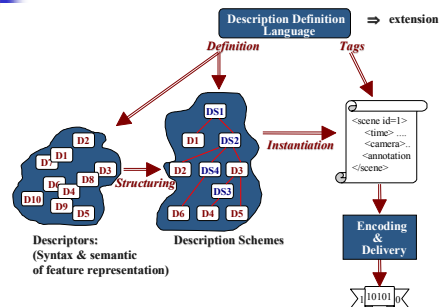 Description Definition
Language
⇒ extension
Definition
Tags
DS1
D1
DS2
D2
DS4
D3
DS3
D6
D4
D5
D2
D1
D7
D3
D6
D8
D4
D10
D9
D5
Structuring
Instantiation
<scene id=1>
<time> ....
<camera>..
<annotation
</scene>
Descriptors:
(Syntax & semantic
of feature representation)
Description Schemes
Encoding
&
Delivery
1 10101 0